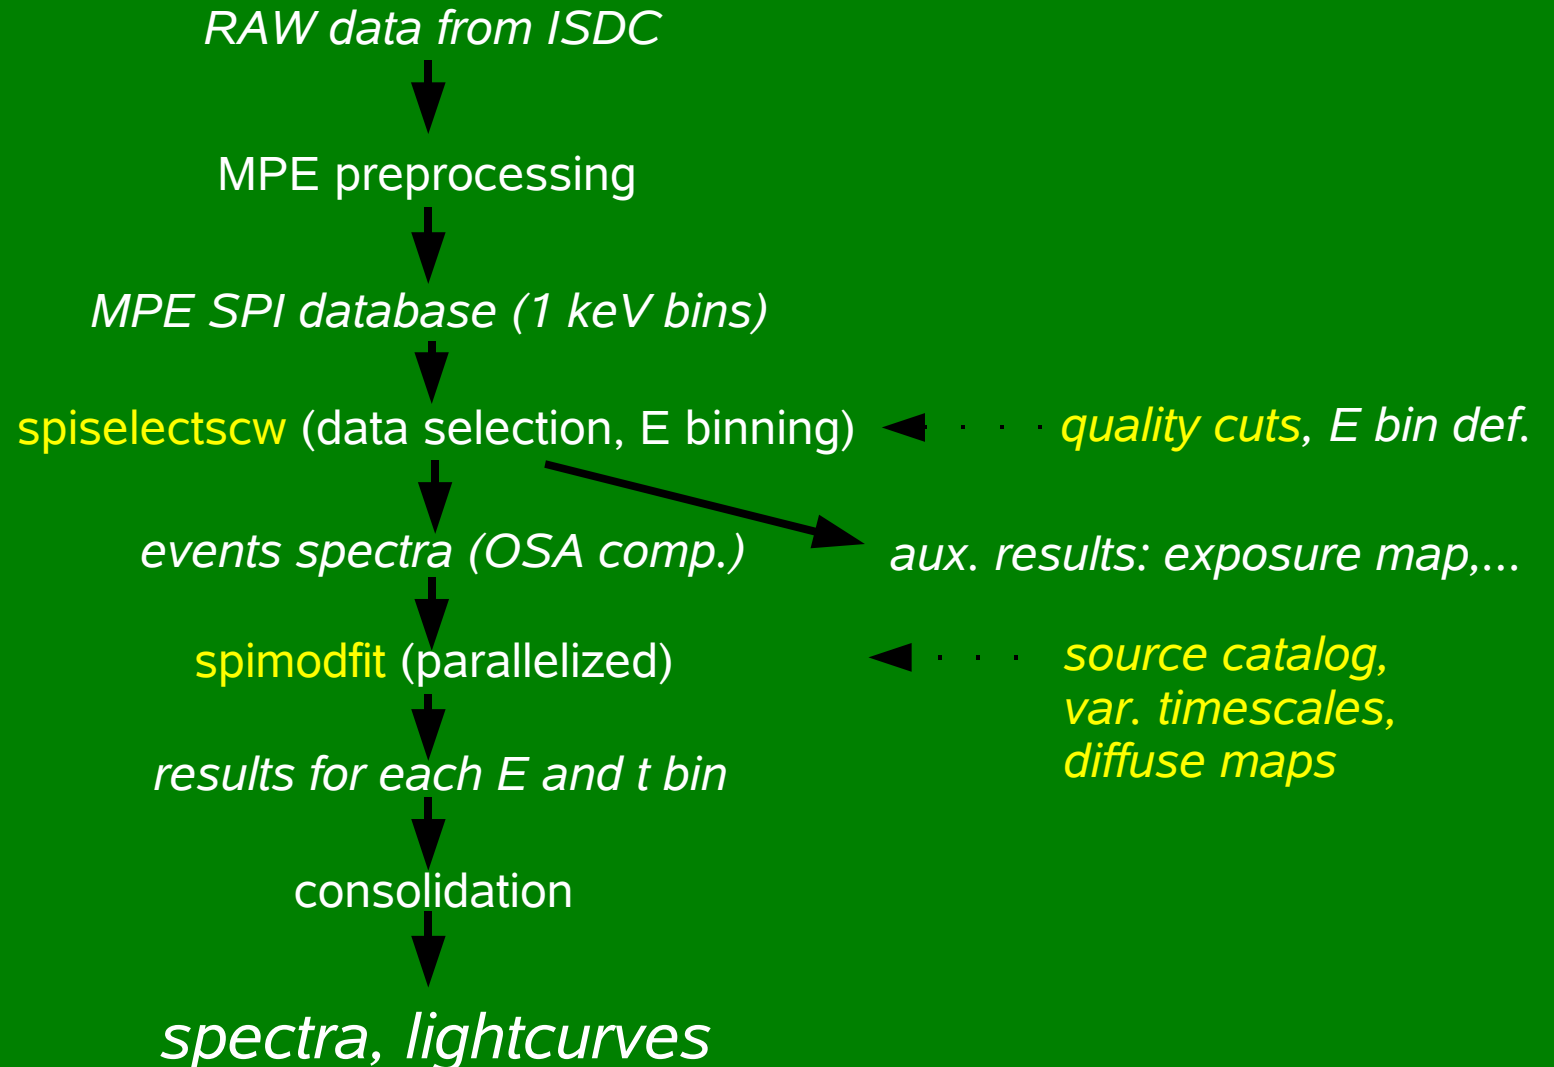 RAW data from ISDC
MPE preprocessing
MPE SPI database (1 keV bins)
spiselectscw (data selection, E binning)
quality cuts, E bin def.
events spectra (OSA comp.)
aux. results: exposure map,...
spimodfit (parallelized)
source catalog,
var. timescales,
diffuse maps
results for each E and t bin
consolidation
spectra, lightcurves